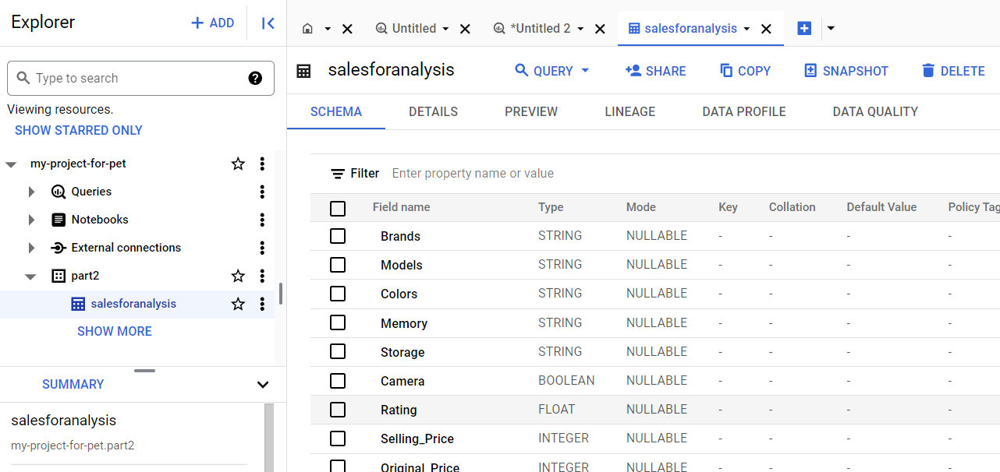 Explorer
+ ADD
Type to search
?
Viewing resources.
SHOW STARRED ONLY
my-project-for-pet
Queries
Notebooks
External connections
part2
salesforanalysis
SHOW MORE
SUMMARY
salesforanalysis
my-project-for-pet.part2
Untitled
*Untitled 2
salesforanalysis
salesforanalysis
QUERY
SHARE
COPY
SNAPSHOT
DELETE
SCHEMA DETAILS PREVIEW LINEAGE DATA PROFILE DATA QUALITY
Filter Enter property name or value
Field name Type Mode Key Collation Default Value Policy Tag
Brands STRING NULLABLE - - - -
Models STRING NULLABLE - - - -
Colors STRING NULLABLE - - - -
Memory STRING NULLABLE - - - -
Storage STRING NULLABLE - - - -
Camera BOOLEAN NULLABLE - - - -
Rating FLOAT NULLABLE - - - -
Selling_Price INTEGER NULLABLE - - - -
Original_Price INTEGER NULLABLE - - - -